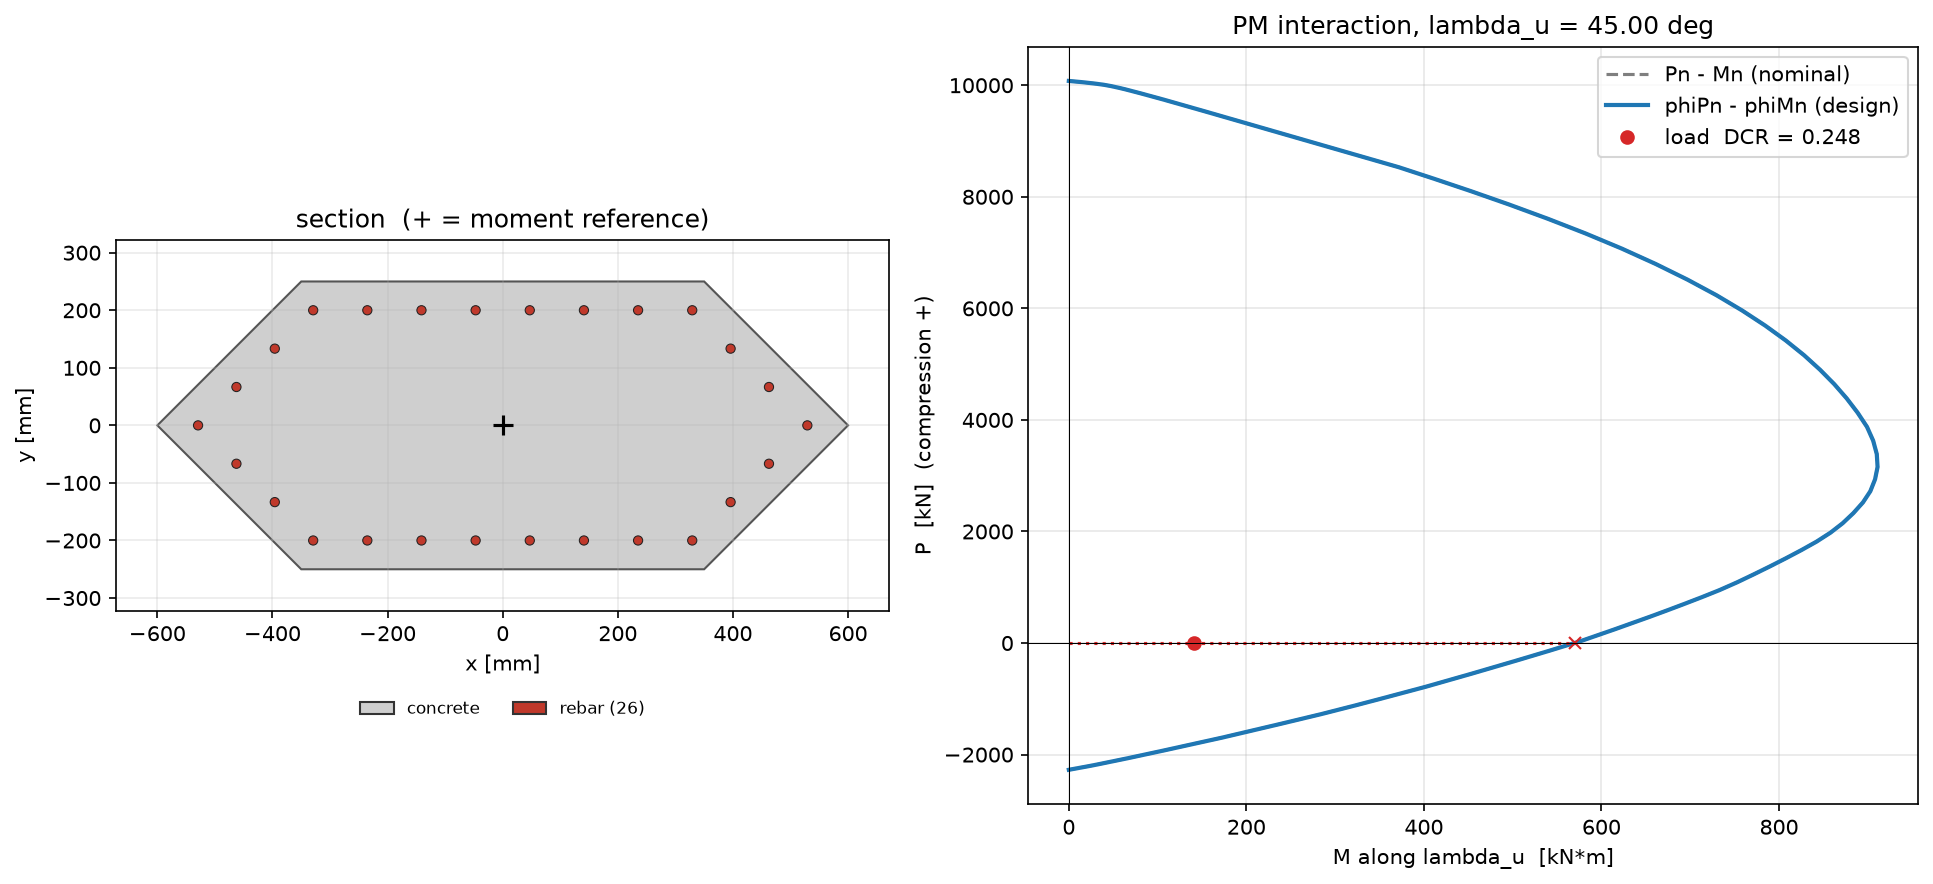 section  (+ = moment reference)
300
200
100
0
−100
−200
−300
y [mm]
−600
−400
−200
0
200
400
600
x [mm]
concrete
rebar (26)
PM interaction, lambda_u = 45.00 deg
Pn - Mn (nominal)
phiPn - phiMn (design)
load  DCR = 0.248
10000
8000
6000
4000
2000
0
−2000
P  [kN]  (compression +)
0
200
400
600
800
M along lambda_u  [kN*m]